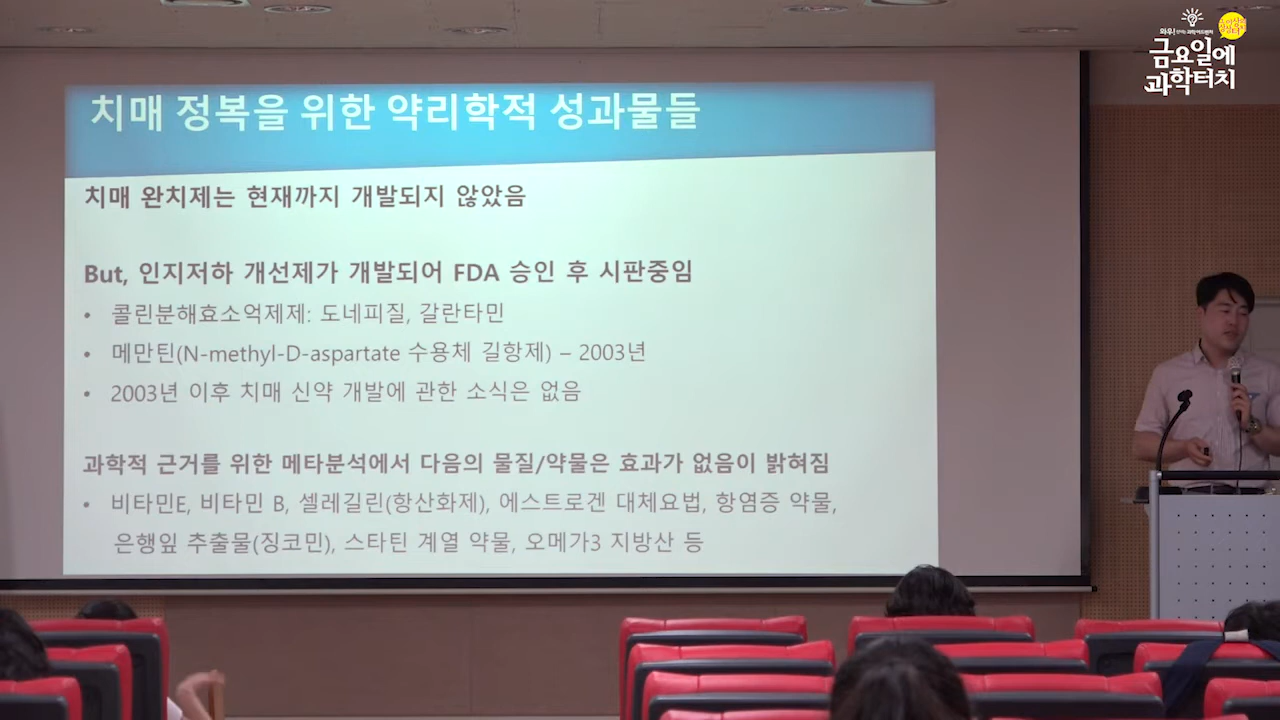 금요일에
과학터치
치매 정복을 위한 약리학적 성과물들
치매 완치제는 현재까지 개발되지 않았음
But, 인지저하 개선제가 개발되어 FDA 승인 후 시판중임
• 콜린분해효소억제제: 도네피질, 갈란타민
• 메만틴(N-methyl-D-aspartate 수용체 길항제) – 2003년
• 2003년 이후 치매 신약 개발에 관한 소식은 없음
과학적 근거를 위한 메타분석에서 다음의 물질/약물은 효과가 없음이 밝혀짐
• 비타민E, 비타민 B, 셀레길린(항산화제), 에스트로겐 대체요법, 항염증 약물,
은행잎 추출물(징코민), 스타틴 계열 약물, 오메가3 지방산 등